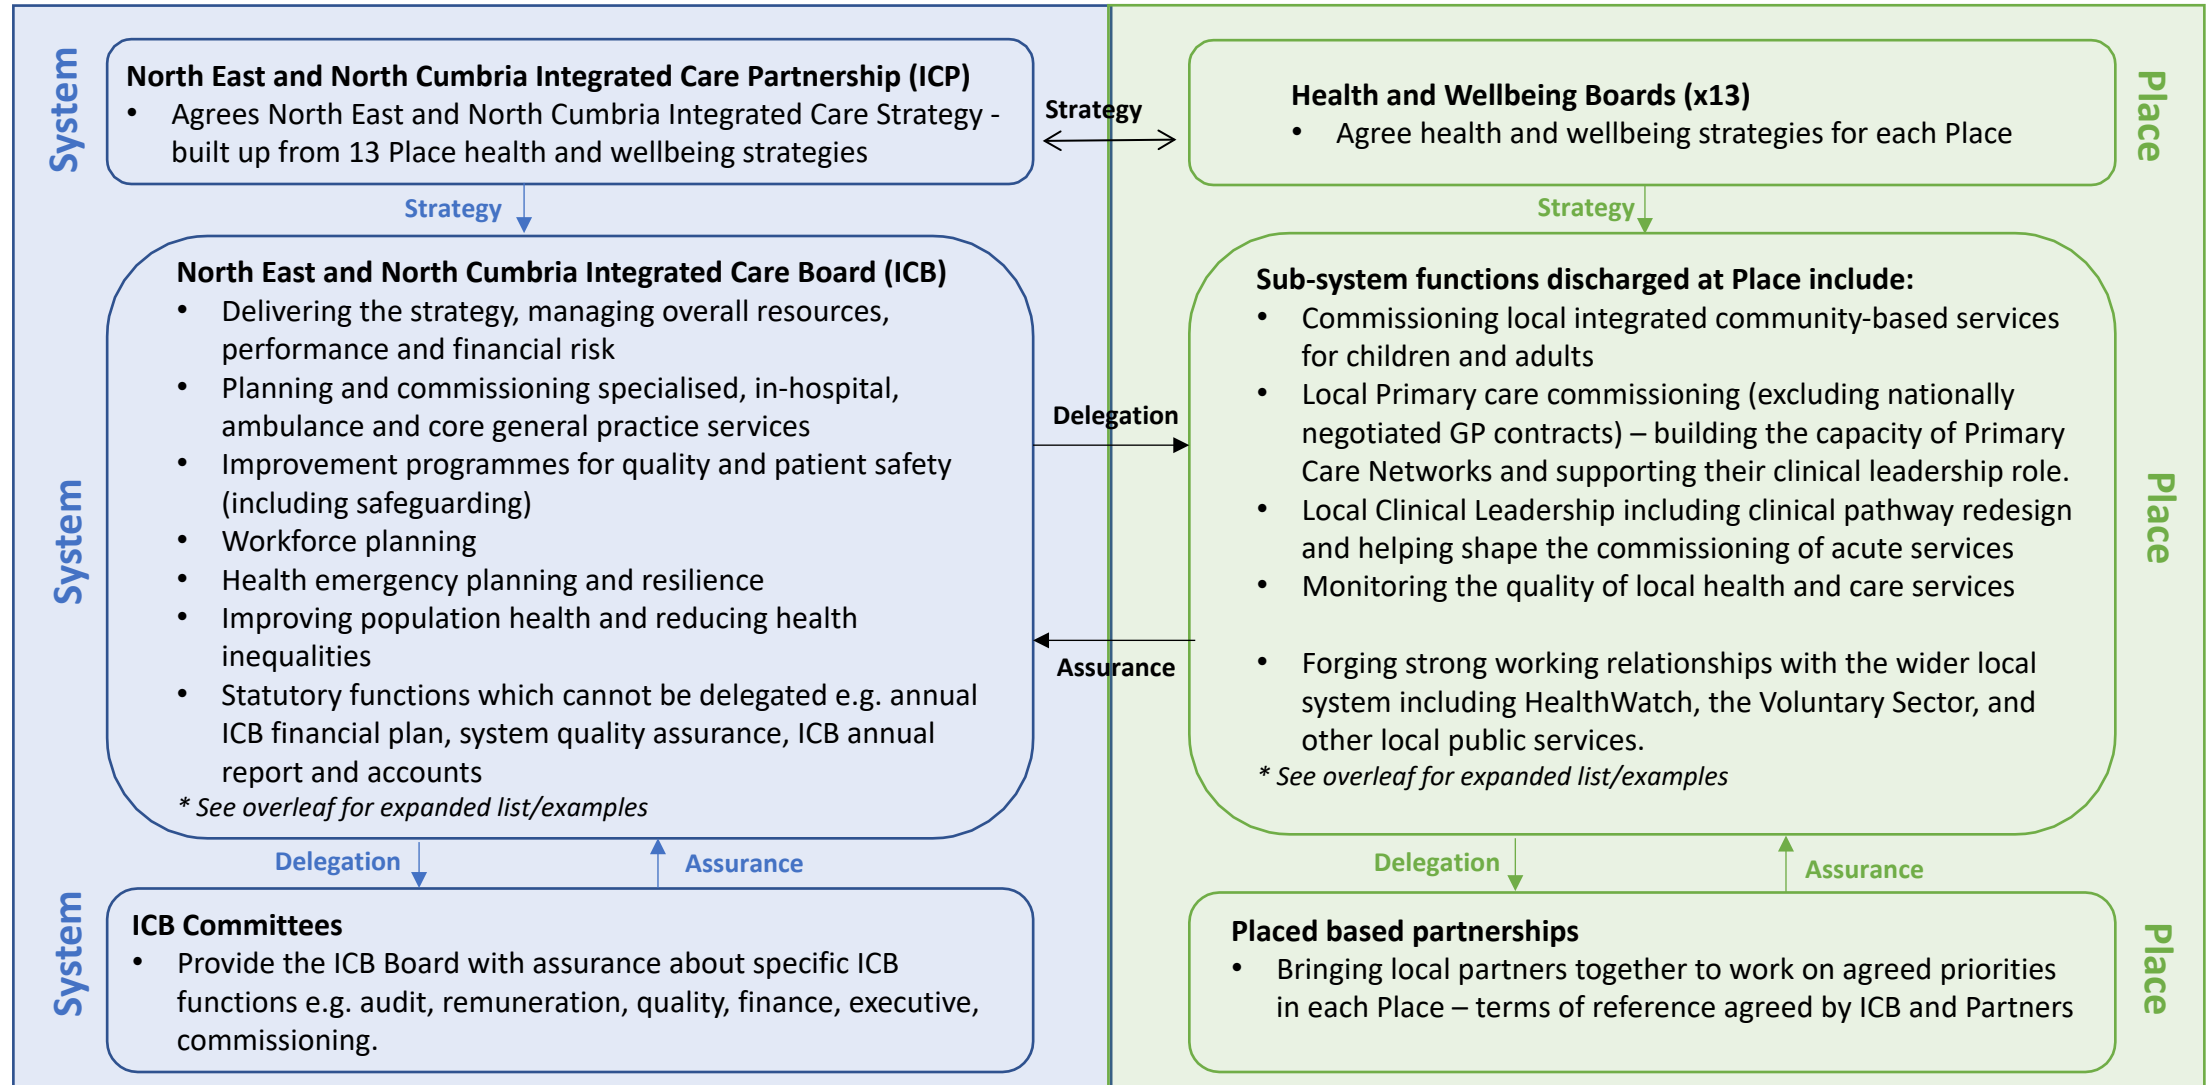 System
North East and North Cumbria Integrated Care Partnership (ICP)
• Agrees North East and North Cumbria Integrated Care Strategy -
built up from 13 Place health and wellbeing strategies
Strategy
Health and Wellbeing Boards (x13)
• Agree health and wellbeing strategies for each Place
Place
Strategy
Strategy
System
North East and North Cumbria Integrated Care Board (ICB)
• Delivering the strategy, managing overall resources,
performance and financial risk
• Planning and commissioning specialised, in-hospital,
ambulance and core general practice services
• Improvement programmes for quality and patient safety
(including safeguarding)
• Workforce planning
• Health emergency planning and resilience
• Improving population health and reducing health
inequalities
• Statutory functions which cannot be delegated e.g. annual
ICB financial plan, system quality assurance, ICB annual
report and accounts
* See overleaf for expanded list/examples
Delegation
Assurance
Sub-system functions discharged at Place include:
• Commissioning local integrated community-based services
for children and adults
• Local Primary care commissioning (excluding nationally
negotiated GP contracts) – building the capacity of Primary
Care Networks and supporting their clinical leadership role.
• Local Clinical Leadership including clinical pathway redesign
and helping shape the commissioning of acute services
• Monitoring the quality of local health and care services
• Forging strong working relationships with the wider local
system including HealthWatch, the Voluntary Sector, and
other local public services.
* See overleaf for expanded list/examples
Place
Delegation
Assurance
Delegation
Assurance
System
ICB Committees
• Provide the ICB Board with assurance about specific ICB
functions e.g. audit, remuneration, quality, finance, executive,
commissioning.
Placed based partnerships
• Bringing local partners together to work on agreed priorities
in each Place – terms of reference agreed by ICB and Partners
Place